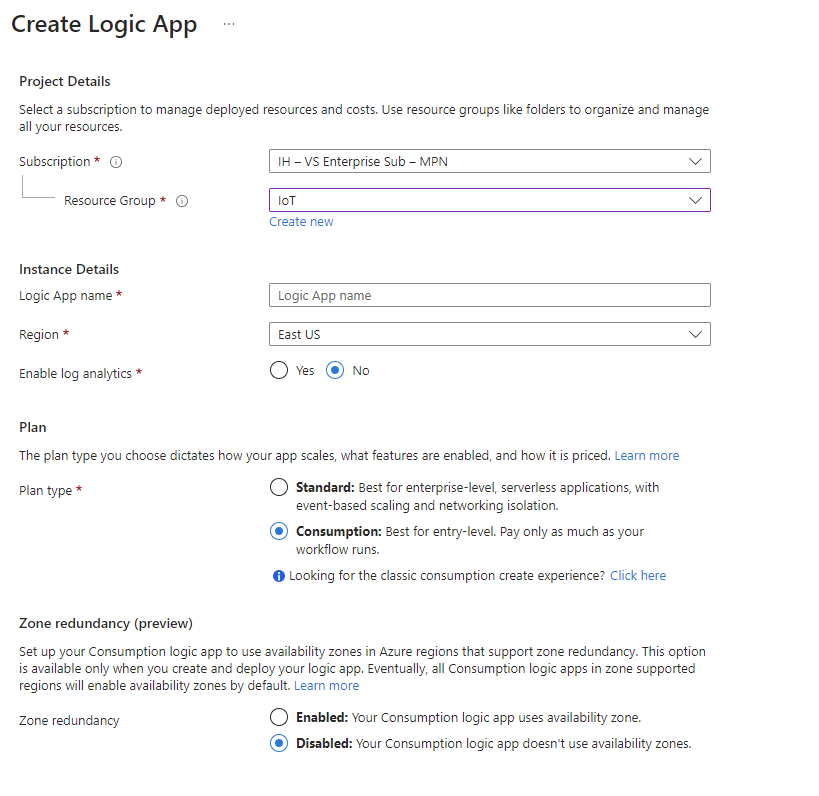 Create Logic App ...
Project Details
Select a subscription to manage deployed resources and costs. Use resource groups like folders to organize and manage
all your resources.
Subscription *
IH – VS Enterprise Sub – MPN
Resource Group *
IoT
Create new
Instance Details
Logic App name *
Logic App name
Region *
East US
Enable log analytics *
Yes No
Plan
The plan type you choose dictates how your app scales, what features are enabled, and how it is priced. Learn more
Plan type *
Standard: Best for enterprise-level, serverless applications, with
event-based scaling and networking isolation.
Consumption: Best for entry-level. Pay only as much as your
workflow runs.
Looking for the classic consumption create experience? Click here
Zone redundancy (preview)
Set up your Consumption logic app to use availability zones in Azure regions that support zone redundancy. This option
is available only when you create and deploy your logic app. Eventually, all Consumption logic apps in zone supported
regions will enable availability zones by default. Learn more
Zone redundancy
Enabled: Your Consumption logic app uses availability zone.
Disabled: Your Consumption logic app doesn't use availability zones.